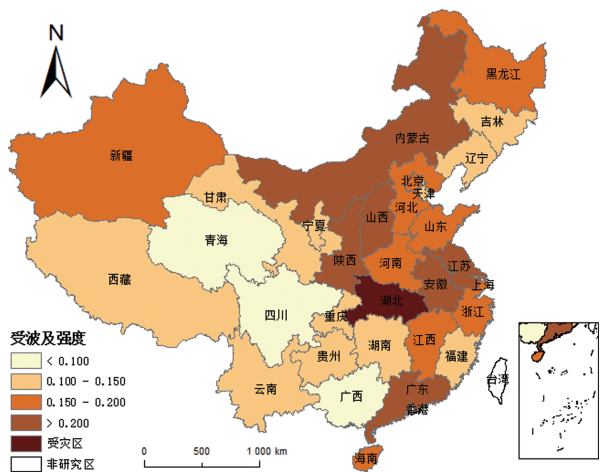 N
黑龙江
吉林
辽宁
内蒙古
新疆
北京
天津
甘肃
河北
宁夏
山西
山东
青海
陕西
河南
江苏
西藏
安徽
上海
湖北
四川
重庆
浙江
江西
湖南
贵州
福建
云南
广西
广东
台湾
香港
海南
受波及强度
< 0.100
0.100 - 0.150
0.150 - 0.200
> 0.200
受灾区
非研究区
0 500 1 000 km